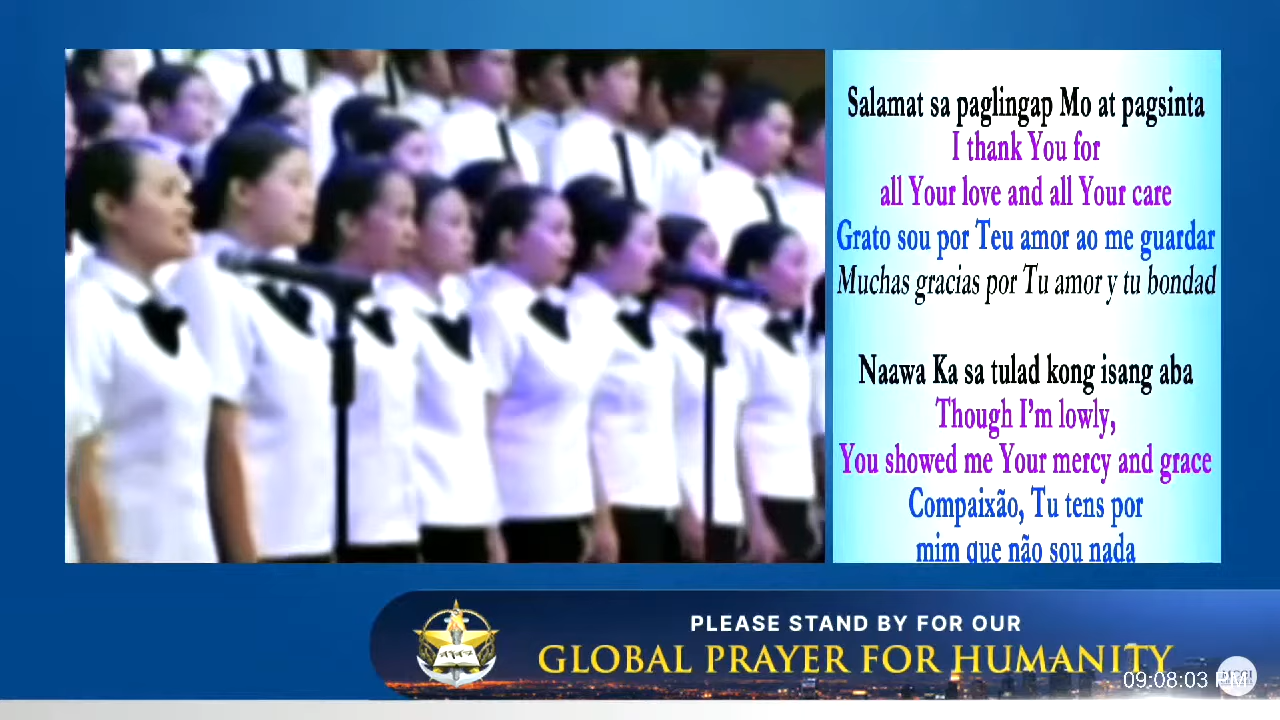 Salamat sa paglingap Mo at pagsinta
I thank You for
all Your love and all Your care
Grato sou por Teu amor ao me guardar
Muchas gracias por Tu amor y tu bondad
Naawa Ka sa tulad kong isang aba
Though I'm lowly,
You showed me Your mercy and grace
Compaixão, Tu tens por
mim que não sou nada
PLEASE STAND BY FOR OUR
GLOBAL PRAYER FOR HUMANITY
09:08:03 PM